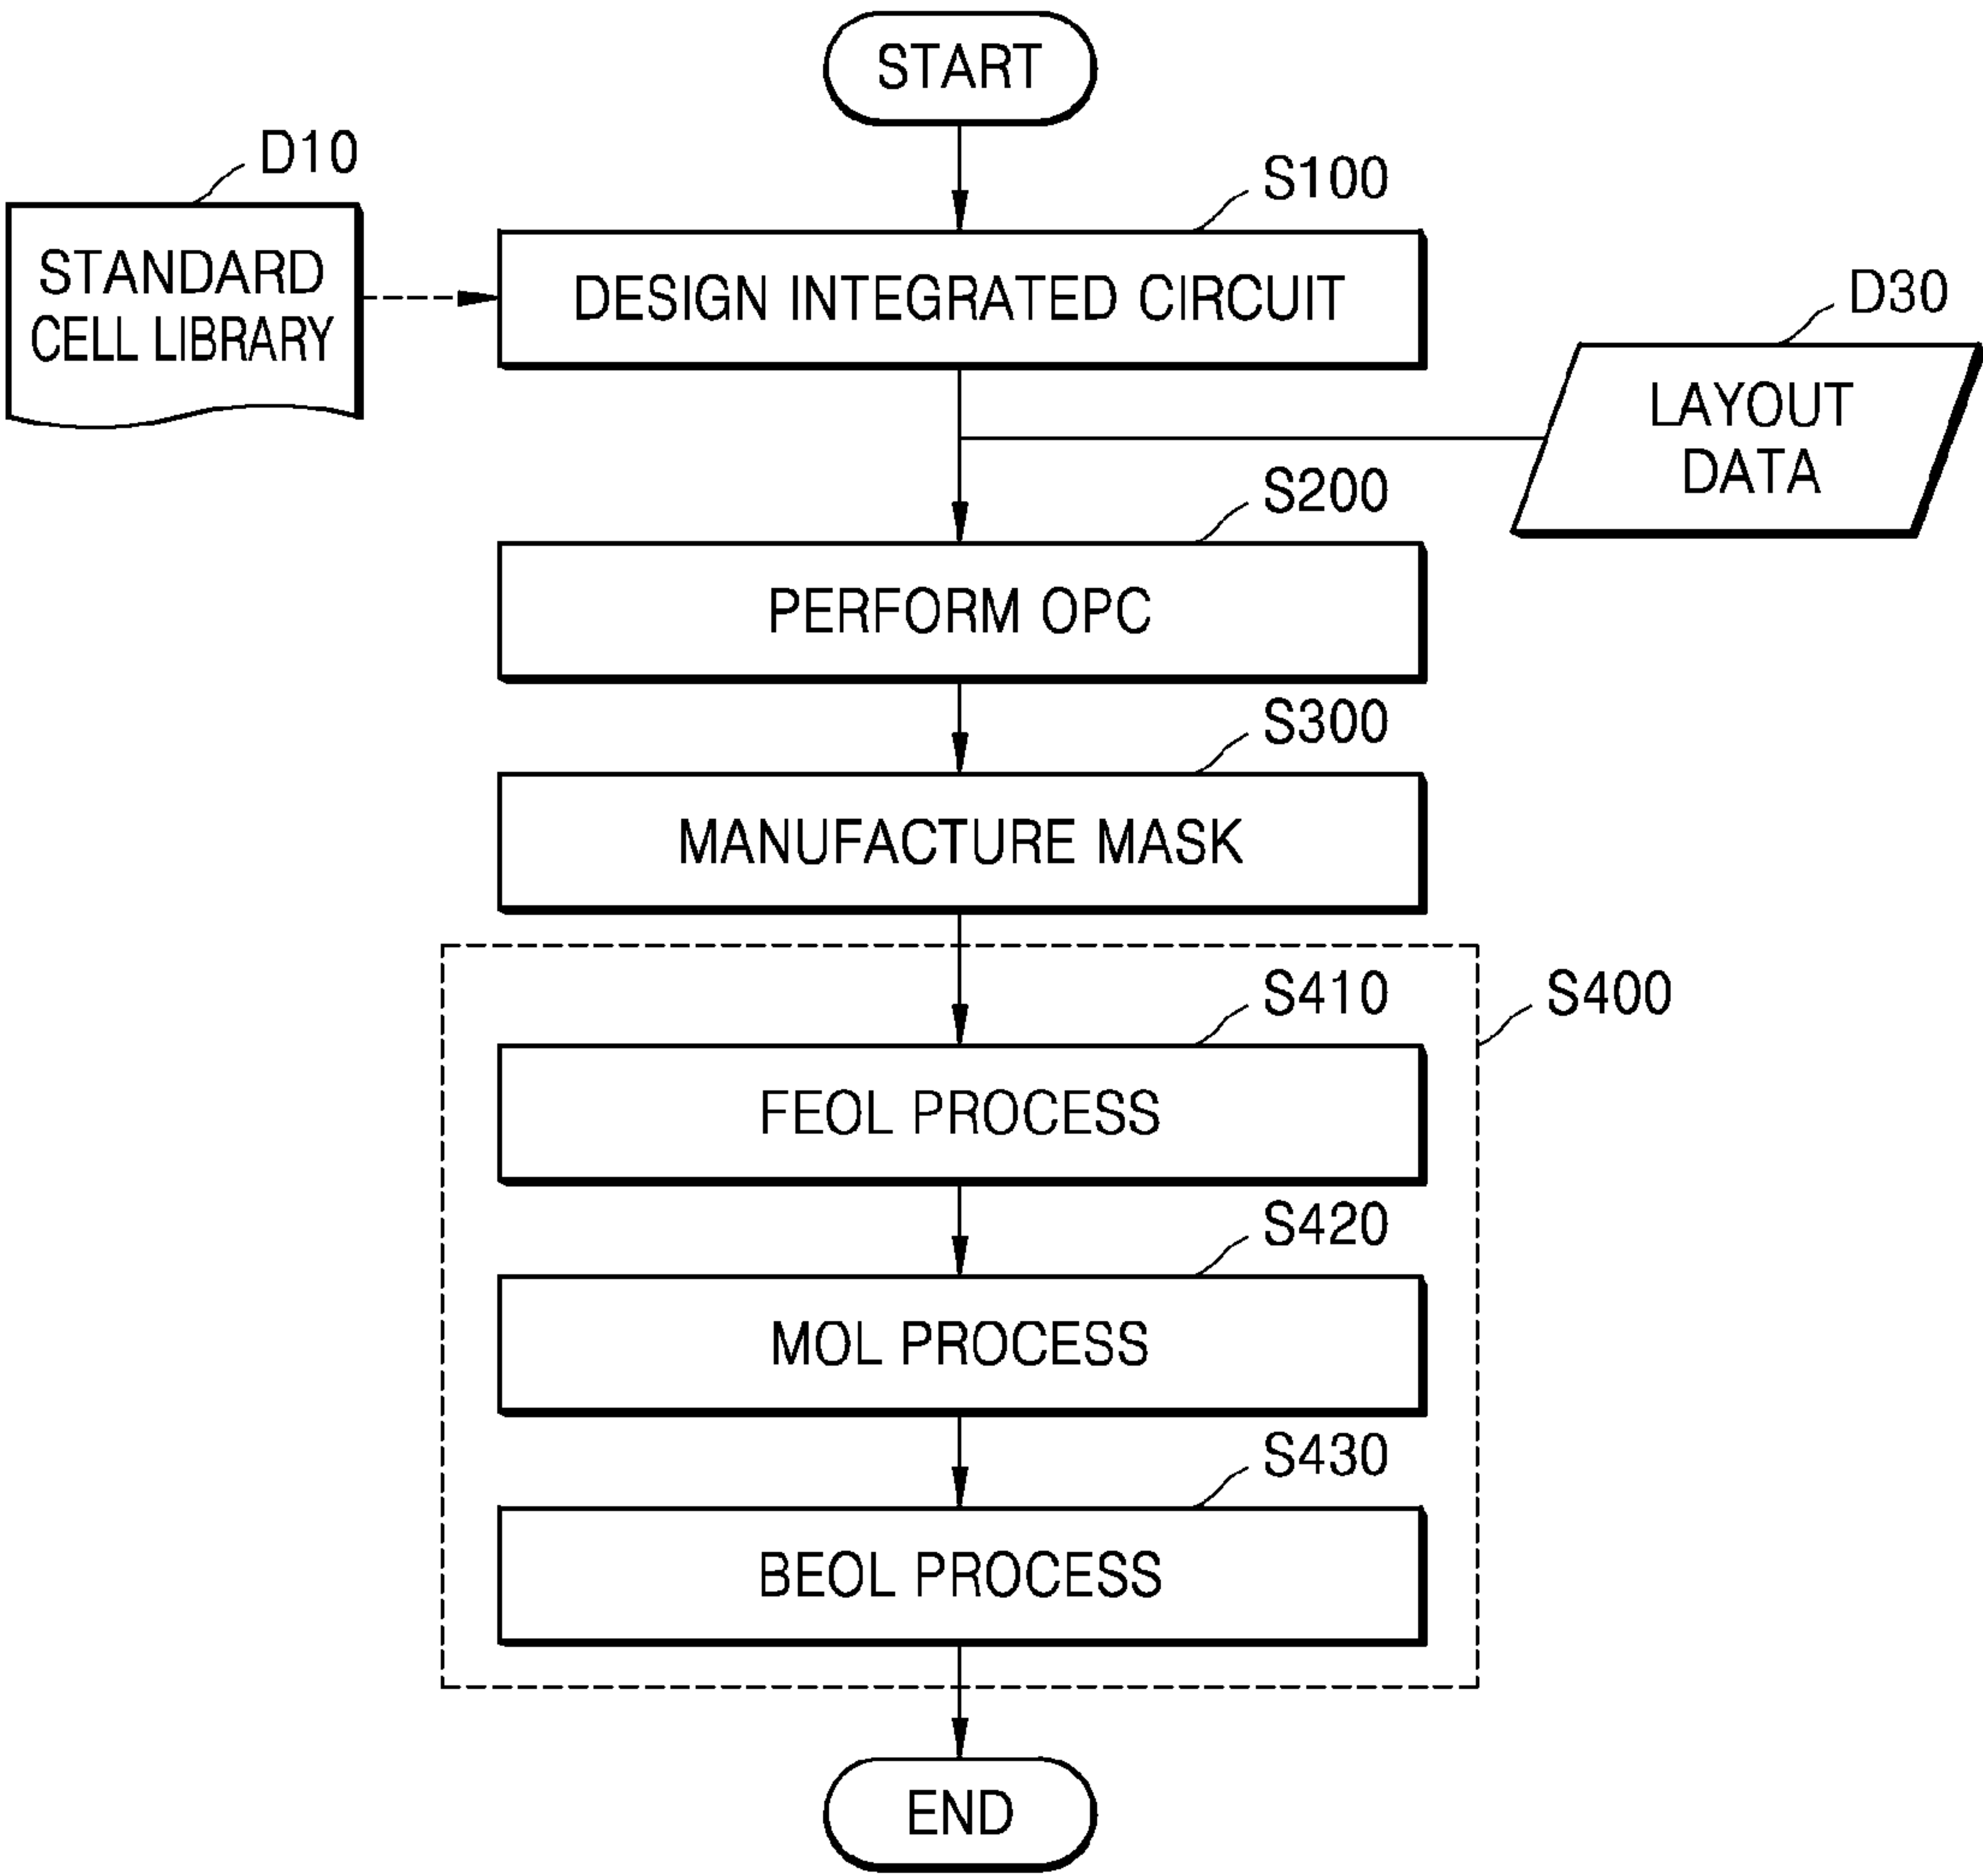 START
D10
S100
STANDARD
CELL LIBRARY
DESIGN INTEGRATED CIRCUIT
D30
LAYOUT
DATA
S200
PERFORM OPC
S300
MANUFACTURE MASK
S400
S410
FEOL PROCESS
S420
MOL PROCESS
S430
BEOL PROCESS
END